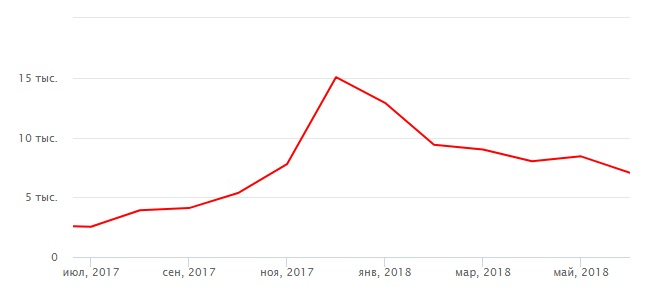 15 тыс.
10 тыс.
5 тыс.
0
июл, 2017 сен, 2017 ноя, 2017 янв, 2018 мар, 2018 май, 2018